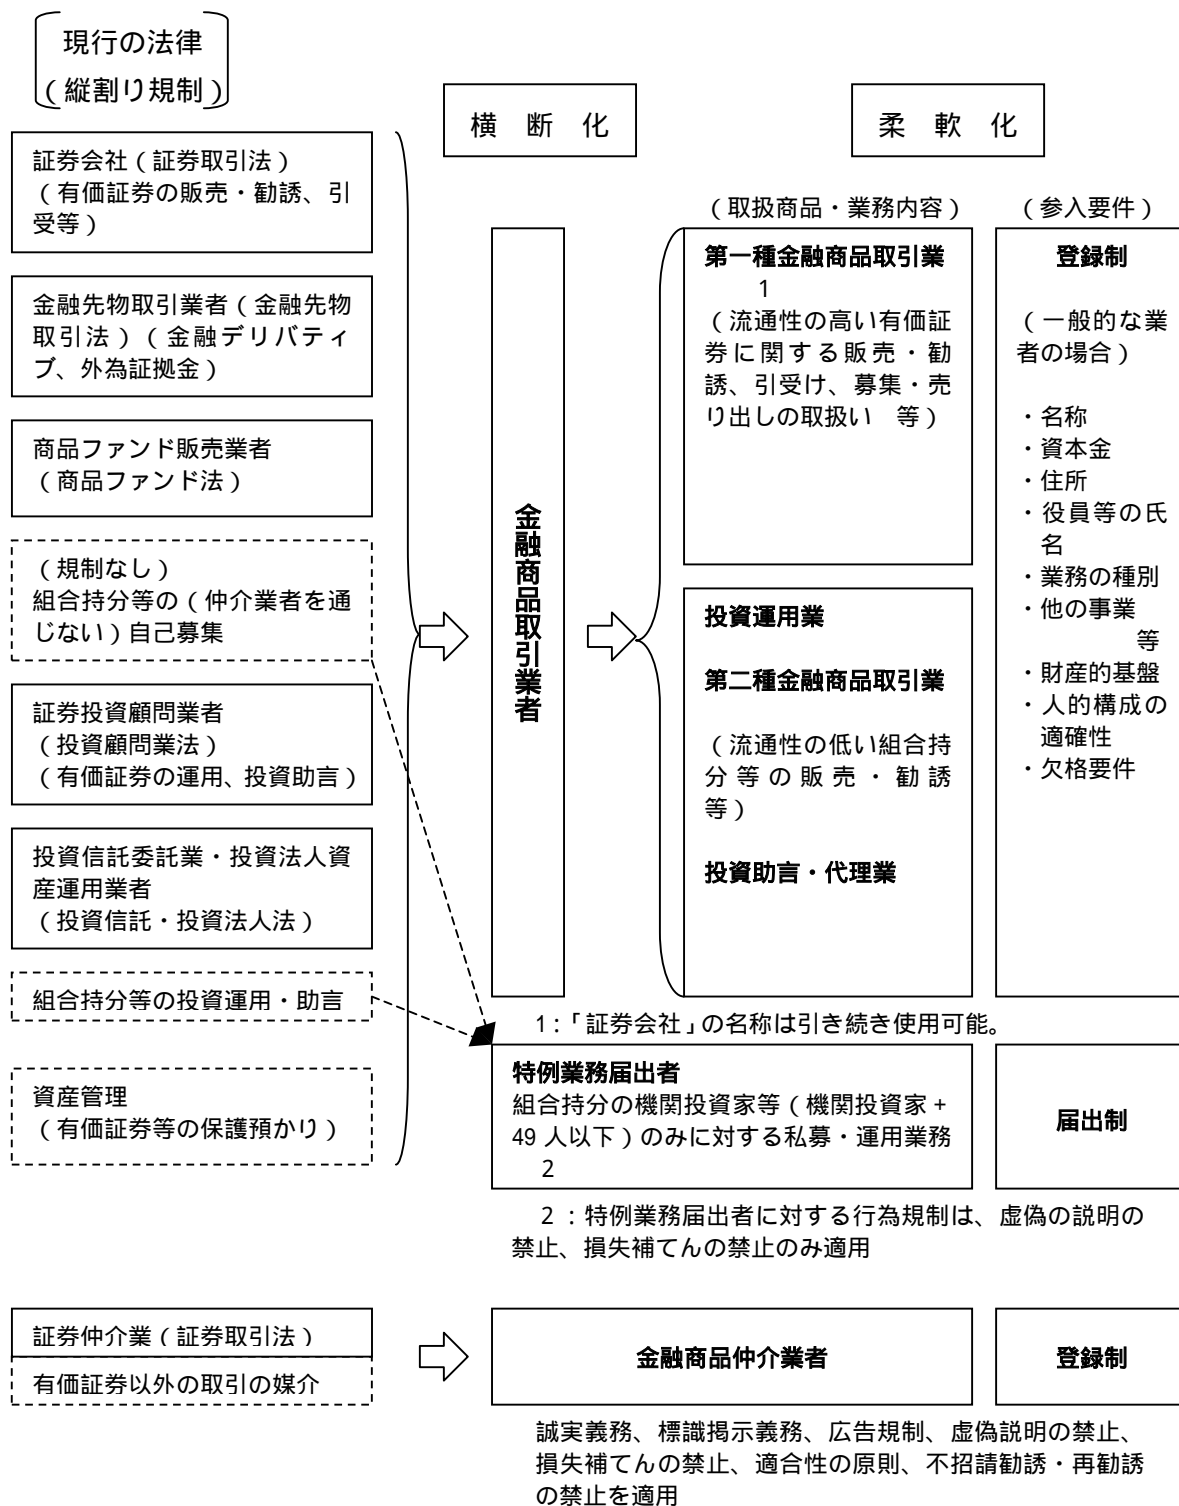 現行の法律
(縦割り規制)
横断化
柔軟化
証券会社(証券取引法)
(有価証券の販売・勧誘、引
受等)
金融先物取引業者(金融先物
取引法)(金融デリバティ
ブ、外為証拠金)
商品ファンド販売業者
(商品ファンド法)
(規制なし)
組合持分等の(仲介業者を通
じない)自己募集
証券投資顧問業者
(投資顧問業法)
(有価証券の運用、投資助言)
投資信託委託業・投資法人資
産運用業者
(投資信託・投資法人法)
組合持分等の投資運用・助言
資産管理
(有価証券等の保護預かり)
金融商品取引業者
(取扱商品・業務内容)
第一種金融商品取引業
1
(流通性の高い有価証
券に関する販売・勧
誘、引受け、募集・売
り出しの取扱い 等)
投資運用業
第二種金融商品取引業
(流通性の低い組合持
分等の販売・勧誘
等)
投資助言・代理業
(参入要件)
登録制
(一般的な業
者の場合)
・名称
・資本金
・住所
・役員等の氏
名
・業務の種別
・他の事業
等
・財産的基盤
・人的構成の
適確性
・欠格要件
1:「証券会社」の名称は引き続き使用可能。
特例業務届出者
組合持分の機関投資家等(機関投資家+
49人以下)のみに対する私募・運用業務
2
届出制
2:特例業務届出者に対する行為規制は、虚偽の説明の
禁止、損失補てんの禁止のみ適用
証券仲介業(証券取引法)
有価証券以外の取引の媒介
金融商品仲介業者
登録制
誠実義務、標識掲示義務、広告規制、虚偽説明の禁止、
損失補てんの禁止、適合性の原則、不招請勧誘・再勧誘
の禁止を適用